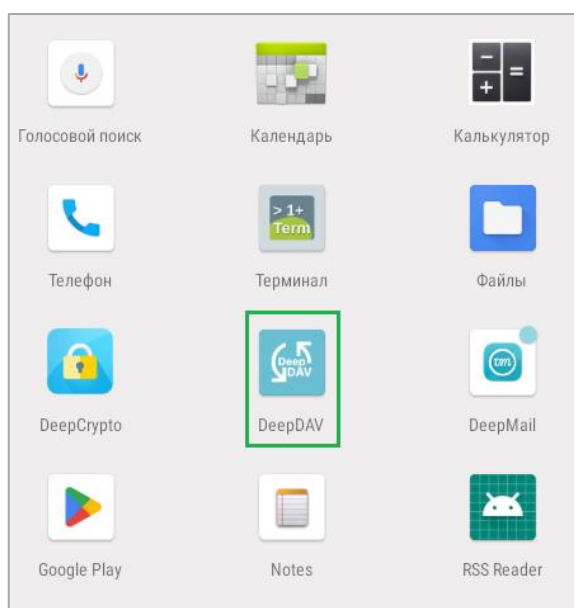 Голосовой поиск
Календарь
Калькулятор
Телефон
> 1+
Term
Терминал
Файлы
DeepCrypto
Deep
DAV
DeepDAV
DeepMail
Google Play
Notes
RSS Reader